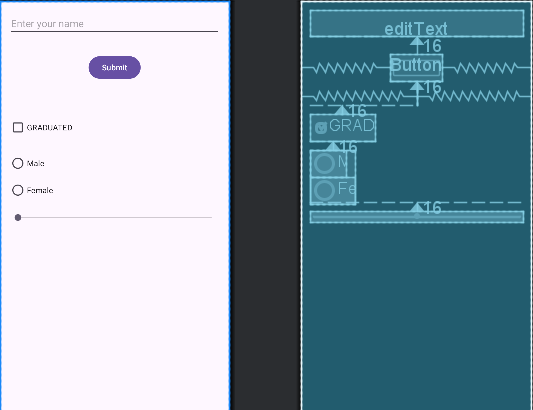 Enter your name
Submit
GRADUATED
Male
Female
editText
16
Button
16
16
GRAD
16
M
Fe
16